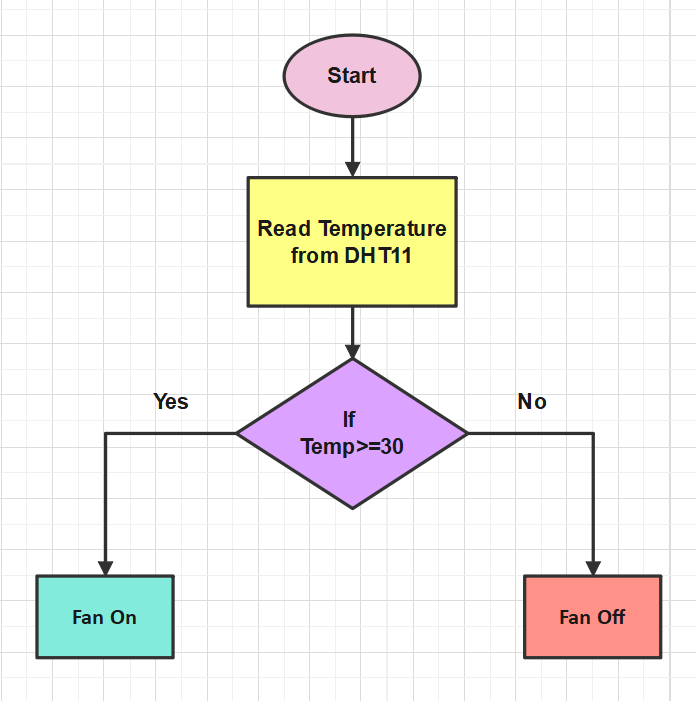 Start
Read Temperature
from DHT11
If
Temp>=30
Yes
No
Fan On
Fan Off